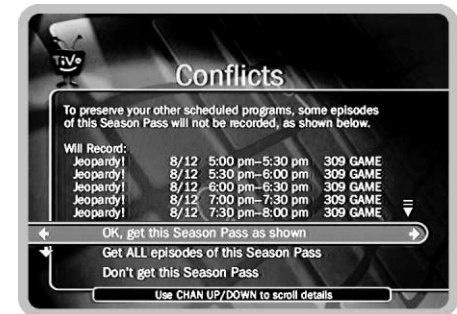 TiVo
Conflicts
To preserve your other scheduled programs, some episodes
of this Season Pass will not be recorded, as shown below.
Will Record:
Jeopardy! 8/12 5:00 pm–5:30 pm 309 GAME
Jeopardy! 8/12 5:30 pm–6:00 pm 309 GAME
Jeopardy! 8/12 6:00 pm–6:30 pm 309 GAME
Jeopardy! 8/12 7:00 pm–7:30 pm 309 GAME
Jeopardy! 8/12 7:30 pm–8:00 pm 309 GAME
OK, get this Season Pass as shown
Get ALL episodes of this Season Pass
Don't get this Season Pass
Use CHAN UP/DOWN to scroll details